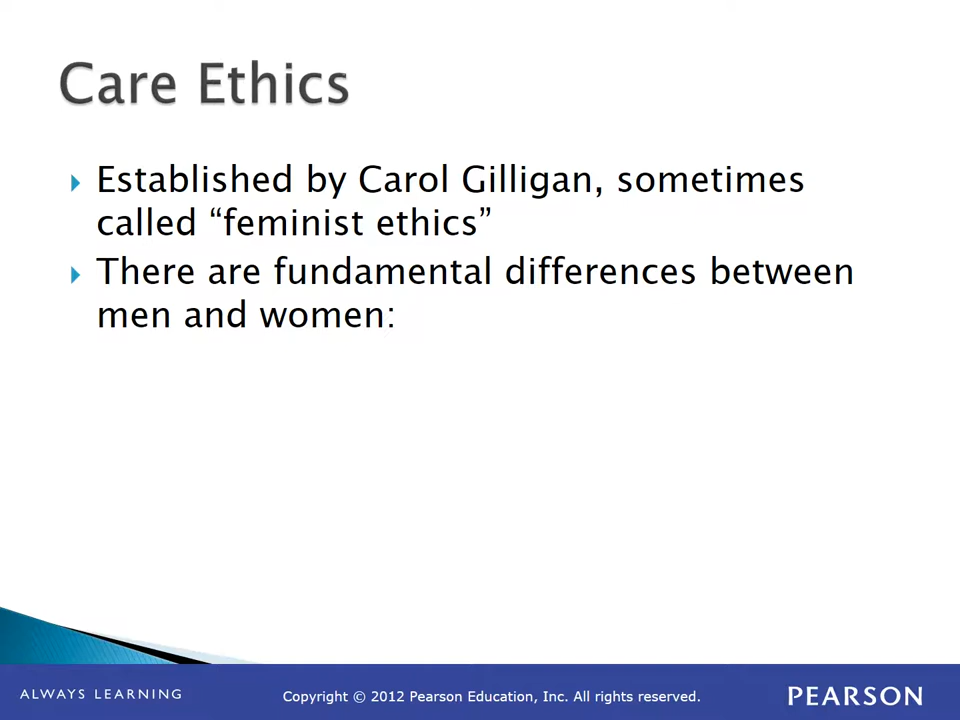 Care Ethics
Established by Carol Gilligan, sometimes
called “feminist ethics”
There are fundamental differences between
men and women:
ALWAYS LEARNING
Copyright © 2012 Pearson Education, Inc. All rights reserved.
PEARSON